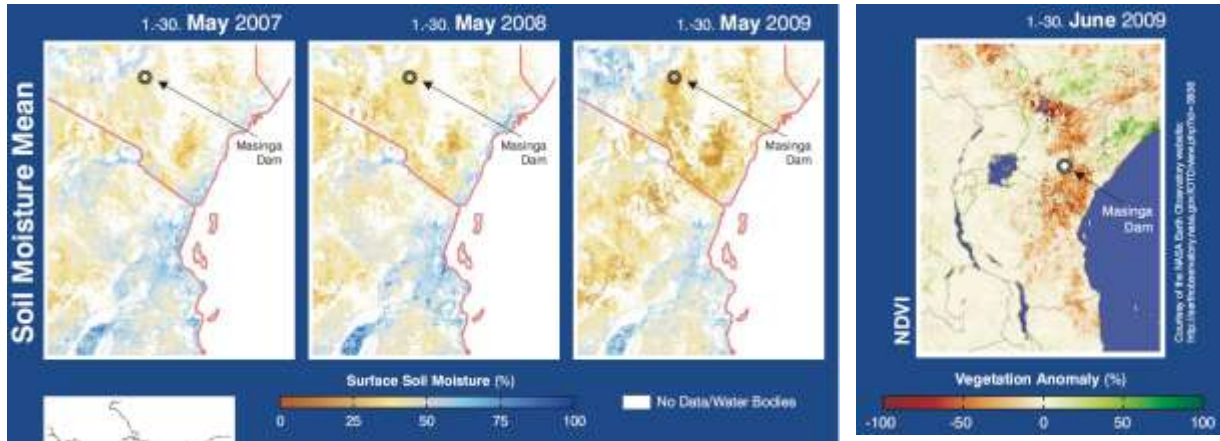 1.-30. May 2007
1.-30. May 2008
1.-30. May 2009
Soil Moisture Mean
Masinga
Dam
Masinga
Dam
Masinga
Dam
Surface Soil Moisture (%)
0 25 50 75 100
No Data/Water Bodies
1.-30. June 2009
NDVI
Masinga
Dam
Courtesy of the NASA Earth Observatory website:
Vegetation Anomaly (%)
-100 -50 0 50 100